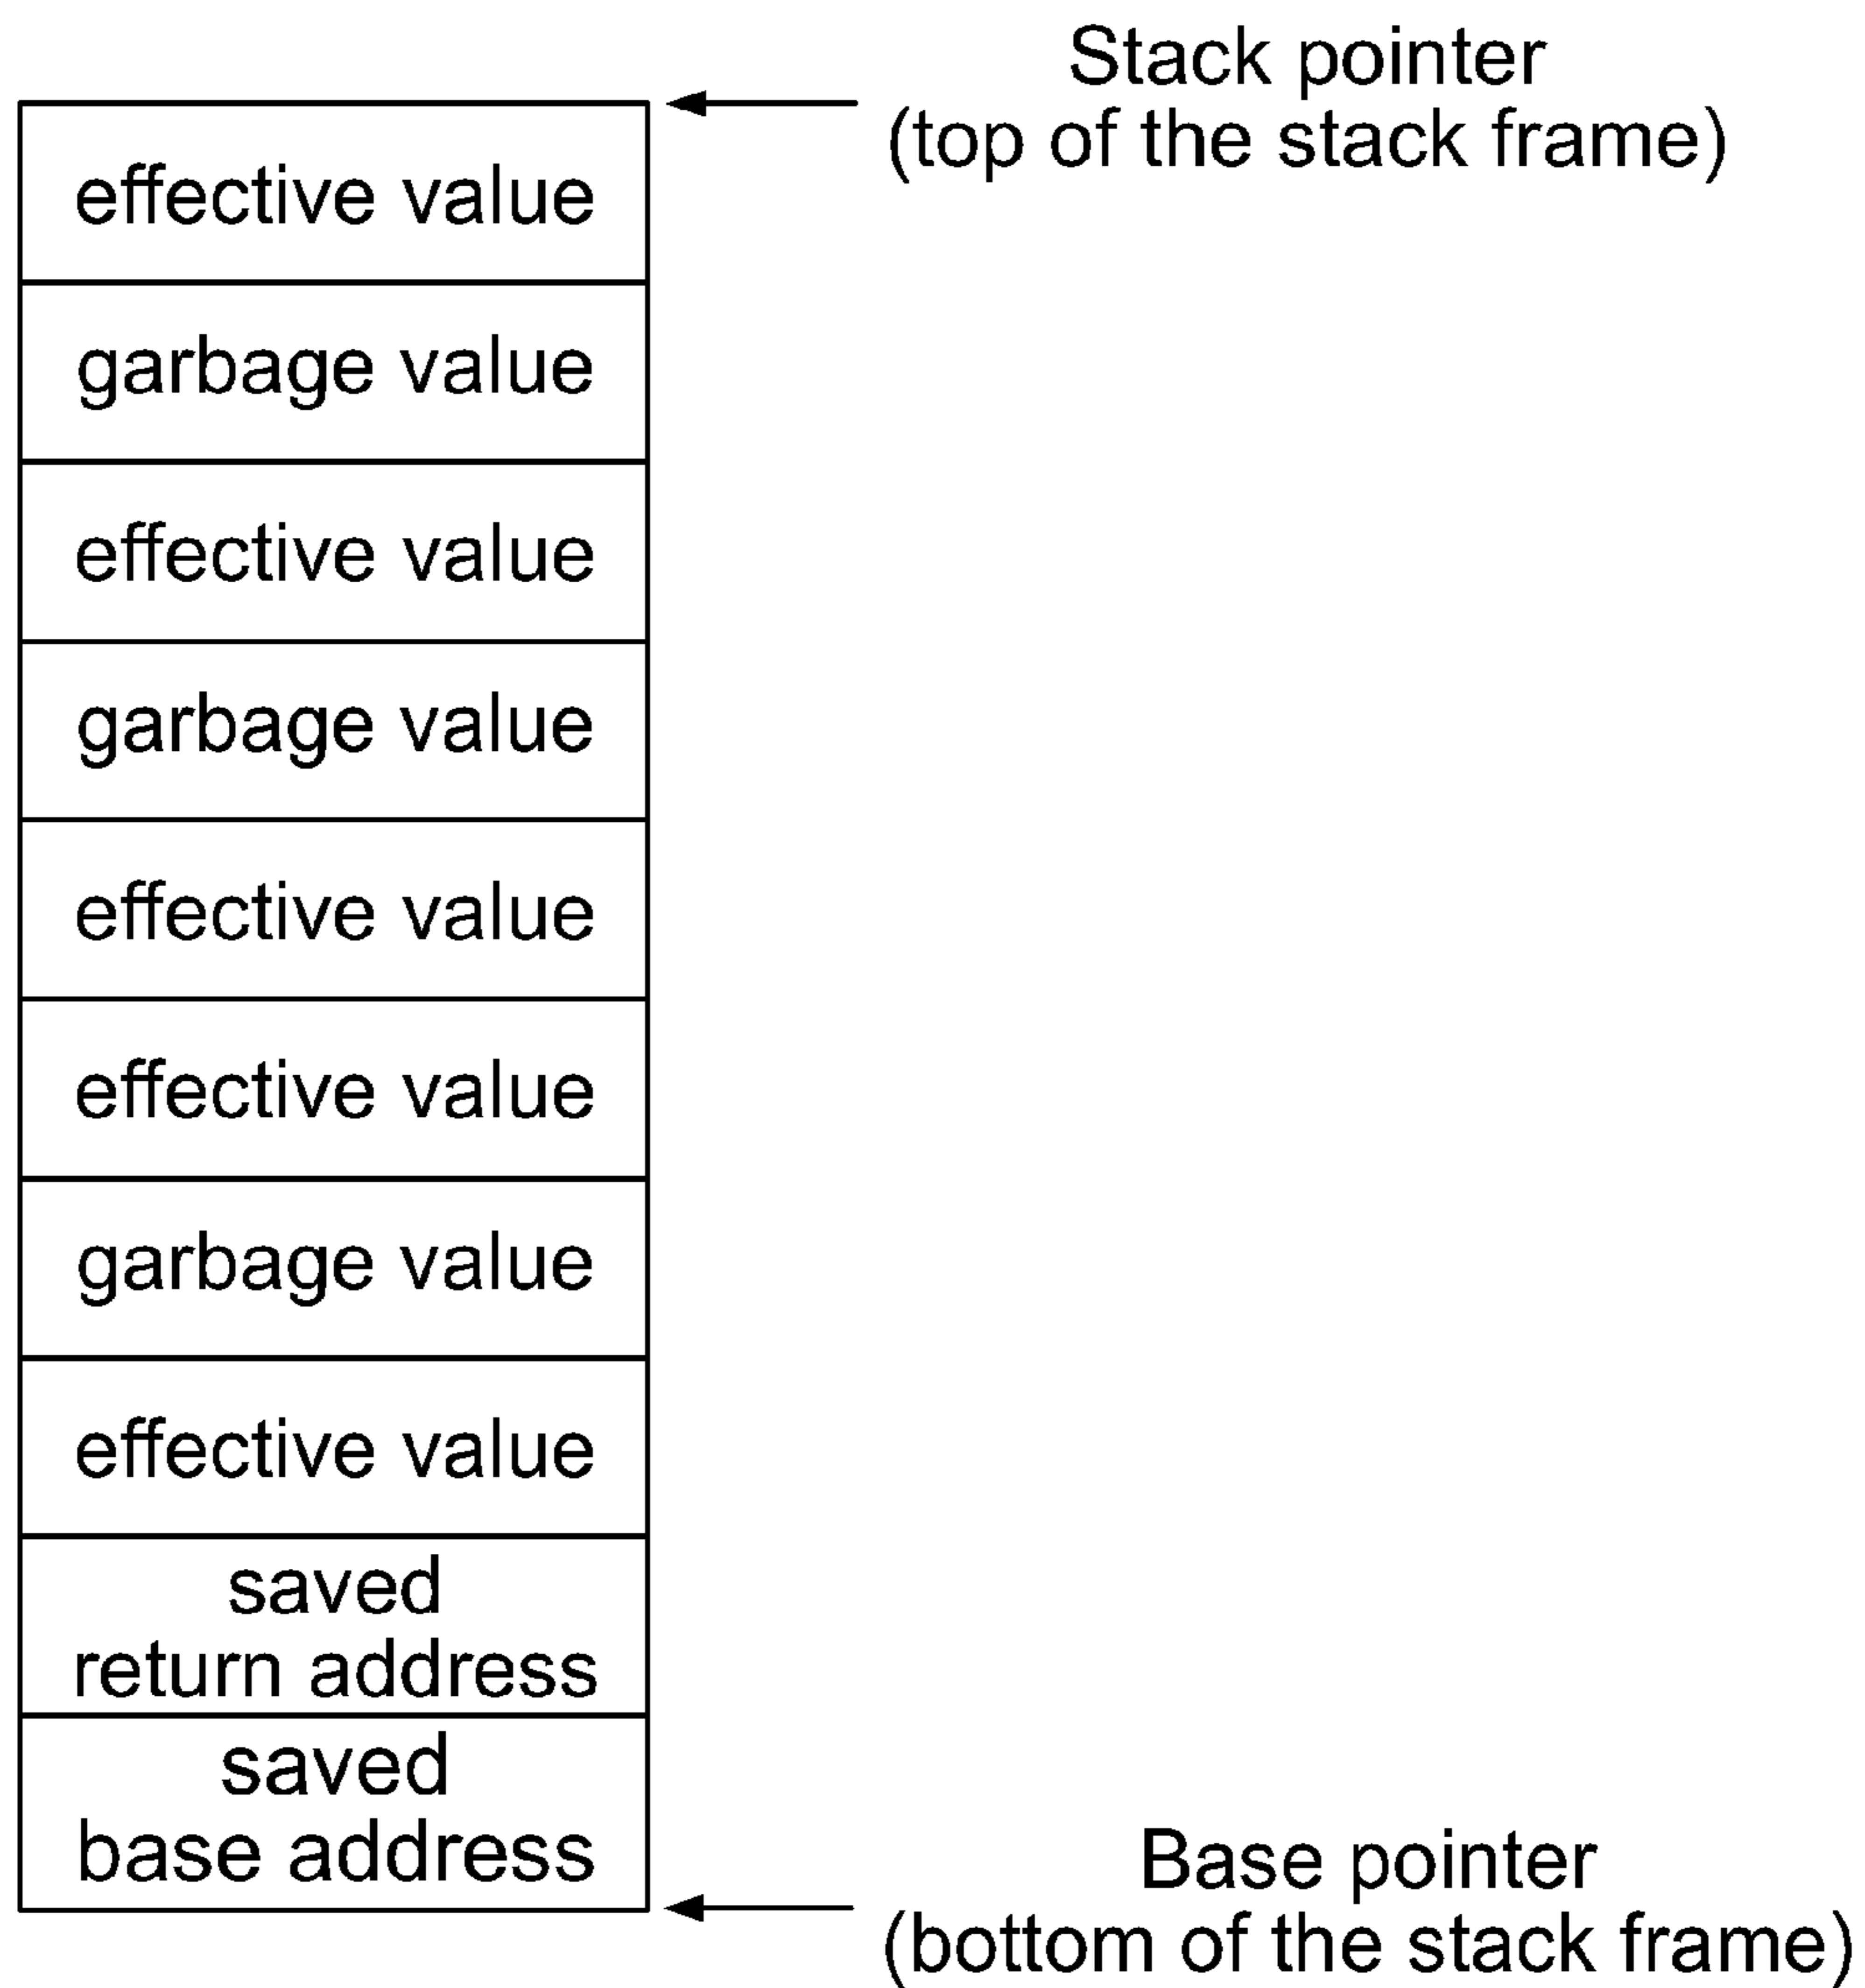 Stack pointer
(top of the stack frame)
effective value
garbage value
effective value
garbage value
effective value
effective value
garbage value
effective value
saved
return address
saved
base address
Base pointer
(bottom of the stack frame)